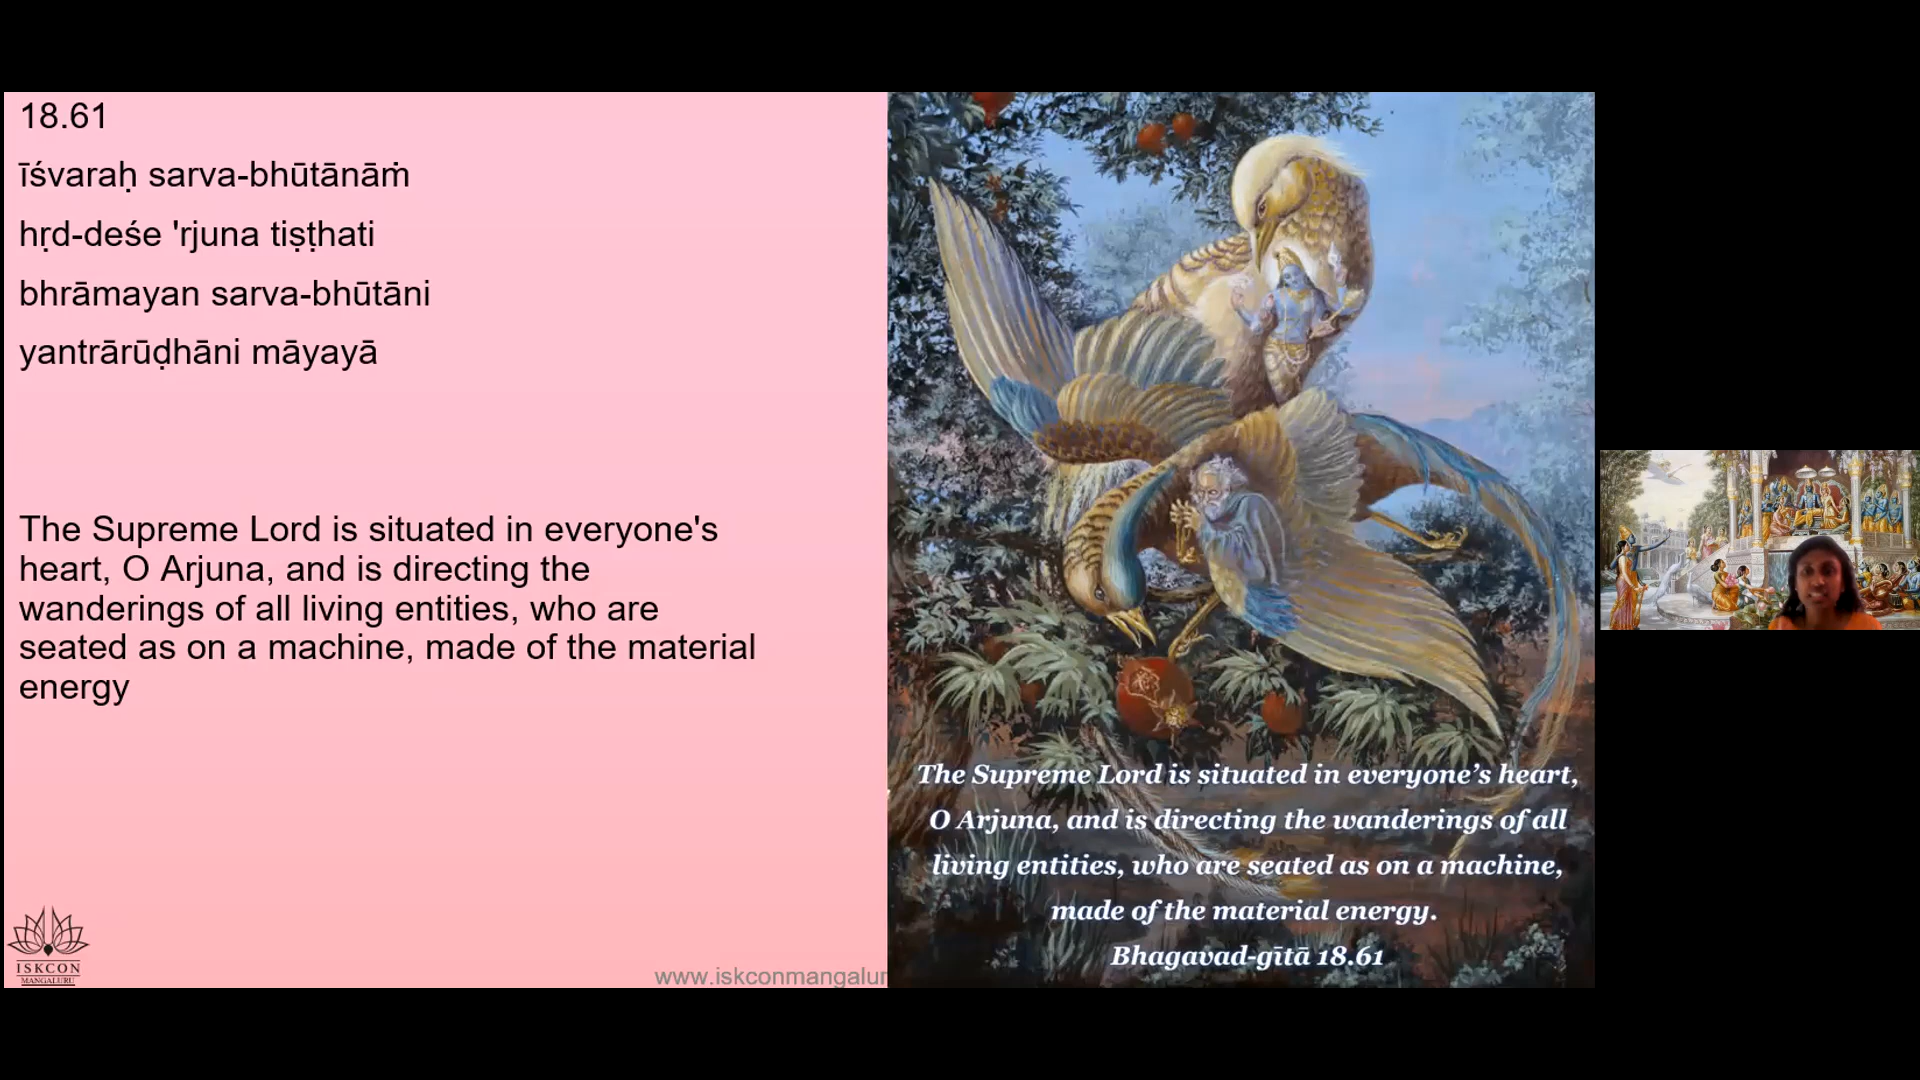 18.61
īśvaraḥ sarva-bhūtānāṁ
hṛd-deśe 'rjuna tiṣṭhati
bhrāmayan sarva-bhūtāni
yantrārūḍhāni māyayā
The Supreme Lord is situated in everyone's
heart, O Arjuna, and is directing the
wanderings of all living entities, who are
seated as on a machine, made of the material
energy
ISKCON
MANGALURU
www.iskconmangalur
The Supreme Lord is situated in everyone’s heart,
O Arjuna, and is directing the wanderings of all
living entities, who are seated as on a machine,
made of the material energy.
Bhagavad-gītā 18.61